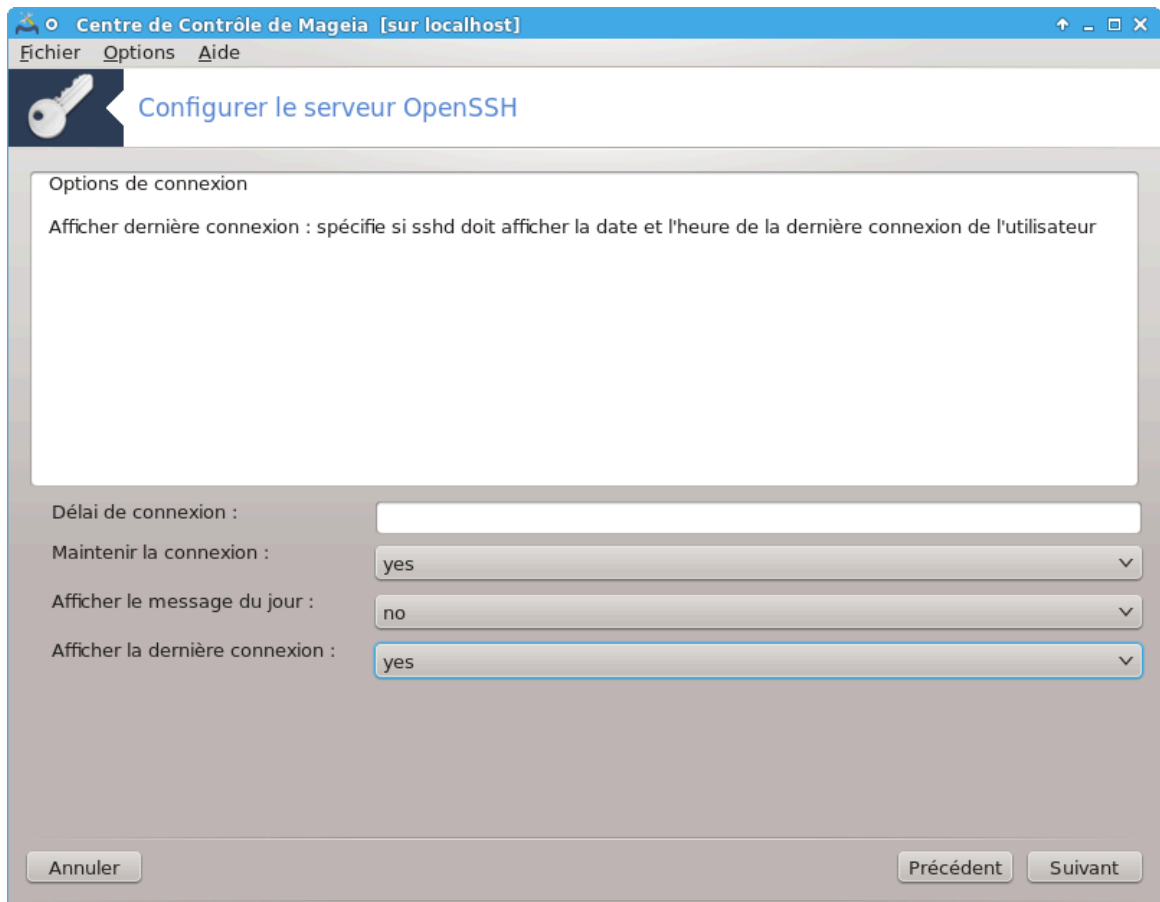 Centre de Contrôle de Mageia [sur localhost]
Fichier Options Aide
Configurer le serveur OpenSSH
Options de connexion
Afficher dernière connexion : spécifie si sshd doit afficher la date et l'heure de la dernière connexion de l'utilisateur
Délai de connexion :
Maintenir la connexion : yes
Afficher le message du jour : no
Afficher la dernière connexion : yes
Annuler Précédent Suivant